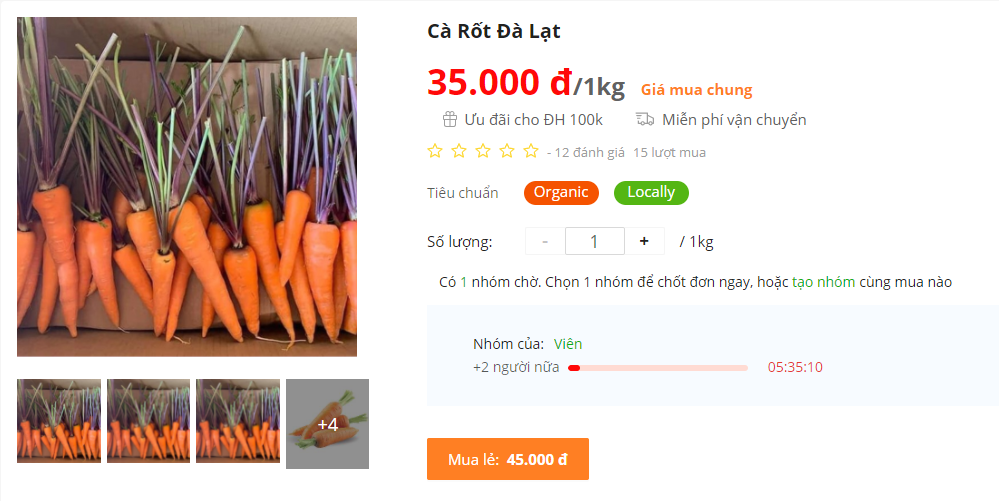 Cà Rốt Đà Lạt
35.000 đ/1kg Giá mua chung
Ưu đãi cho ĐH 100k Miễn phí vận chuyển
- 12 đánh giá 15 lượt mua
Tiêu chuẩn Organic Locally
Số lượng: - 1 + / 1kg
Có 1 nhóm chờ. Chọn 1 nhóm để chốt đơn ngay, hoặc tạo nhóm cùng mua nào
Nhóm của: Viên
+2 người nữa 05:35:10
+4
Mua lẻ: 45.000 đ